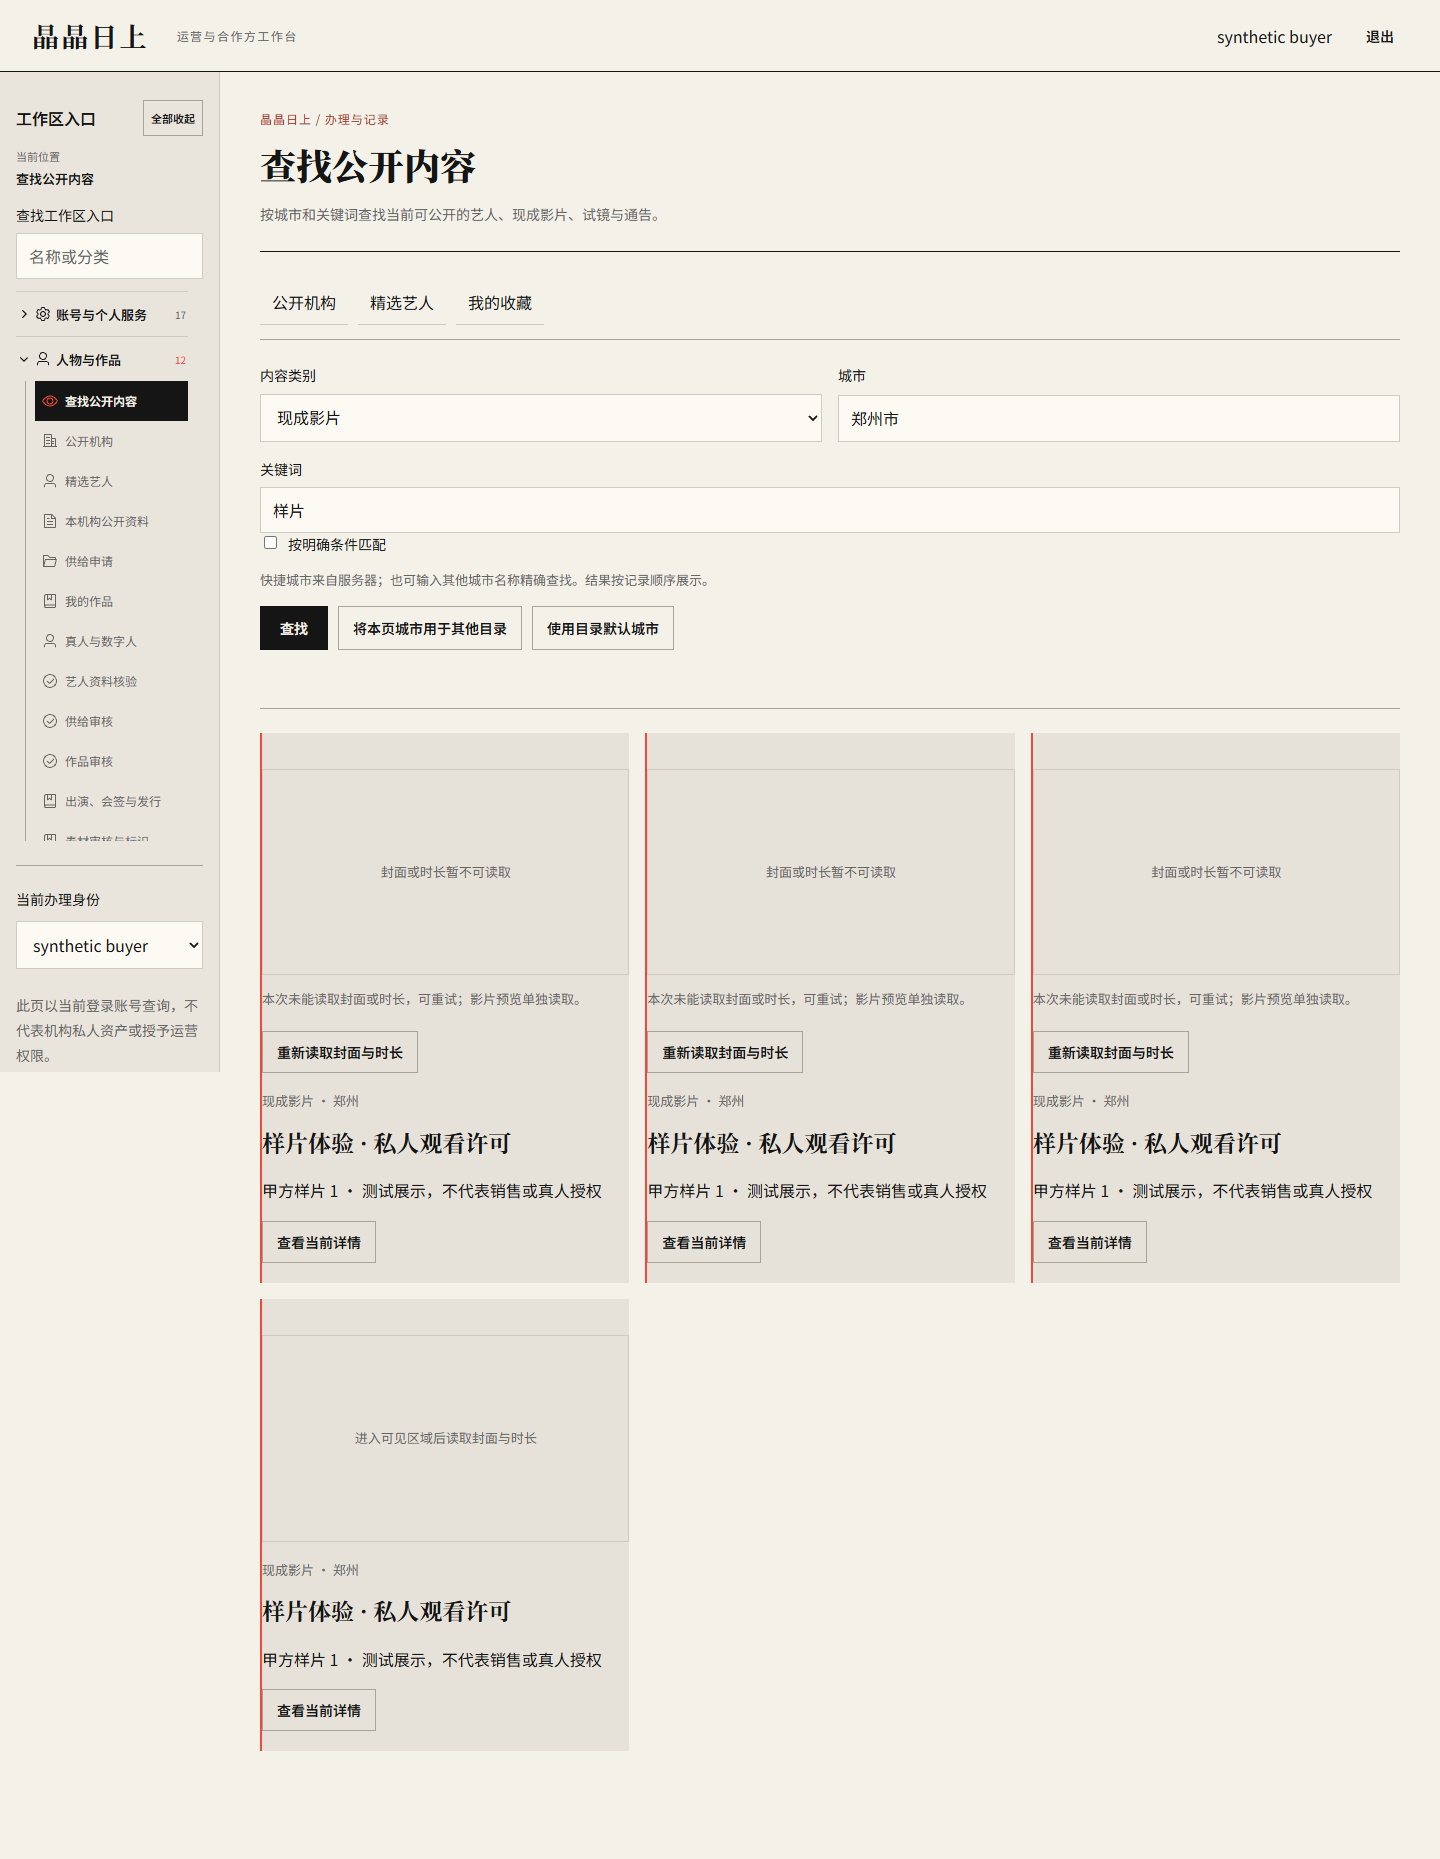 晶晶日上
运营与合作方工作台
synthetic buyer
退出
工作区入口
全部收起
当前位置
查找公开内容
查找工作区入口
名称或分类
账号与个人服务 17
人物与作品 12
查找公开内容
公开机构
精选艺人
本机构公开资料
供给申请
我的作品
真人与数字人
艺人资料核验
供给审核
作品审核
出演、会签与发行
素材审核与标识
当前办理身份
synthetic buyer
此页以当前登录账号查询，不
代表机构私人资产或授予运营
权限。
晶晶日上 / 办理与记录
查找公开内容
按城市和关键词查找当前可公开的艺人、现成影片、试镜与通告。
公开机构 精选艺人 我的收藏
内容类别
现成影片
城市
郑州市
关键词
样片
按明确条件匹配
快捷城市来自服务器；也可输入其他城市名称精确查找。结果按记录顺序展示。
查找 将本页城市用于其他目录 使用目录默认城市
封面或时长暂不可读取
本次未能读取封面或时长，可重试；影片预览单独读取。
重新读取封面与时长
现成影片 · 郑州
样片体验 · 私人观看许可
甲方样片 1 · 测试展示，不代表销售或真人授权
查看当前详情
封面或时长暂不可读取
本次未能读取封面或时长，可重试；影片预览单独读取。
重新读取封面与时长
现成影片 · 郑州
样片体验 · 私人观看许可
甲方样片 1 · 测试展示，不代表销售或真人授权
查看当前详情
封面或时长暂不可读取
本次未能读取封面或时长，可重试；影片预览单独读取。
重新读取封面与时长
现成影片 · 郑州
样片体验 · 私人观看许可
甲方样片 1 · 测试展示，不代表销售或真人授权
查看当前详情
进入可见区域后读取封面与时长
现成影片 · 郑州
样片体验 · 私人观看许可
甲方样片 1 · 测试展示，不代表销售或真人授权
查看当前详情